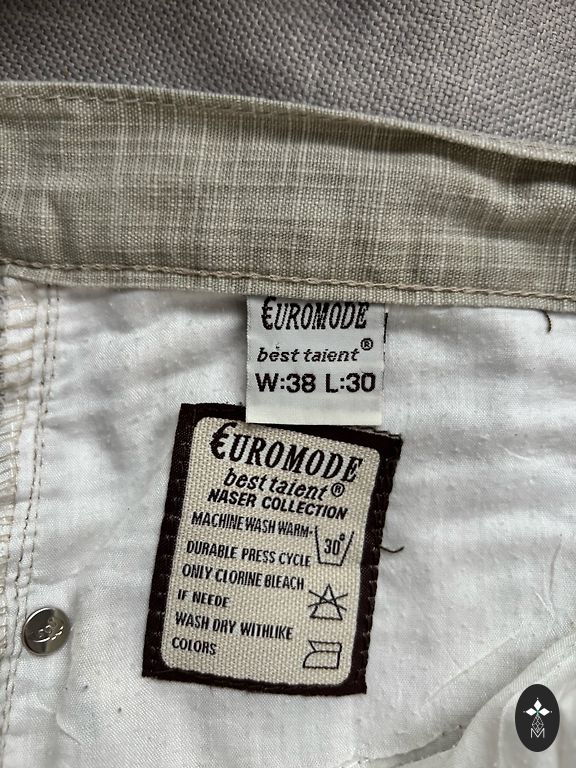 €UROMODE
best talent®
W:38 L:30
€UROMODE
best talent®
NASER COLLECTION
MACHINE WASH WARM-
30°
DURABLE PRESS CYCLE
ONLY CLORINE BLEACH
IF NEEDE
WASH DRY WITHLIKE
COLORS
M